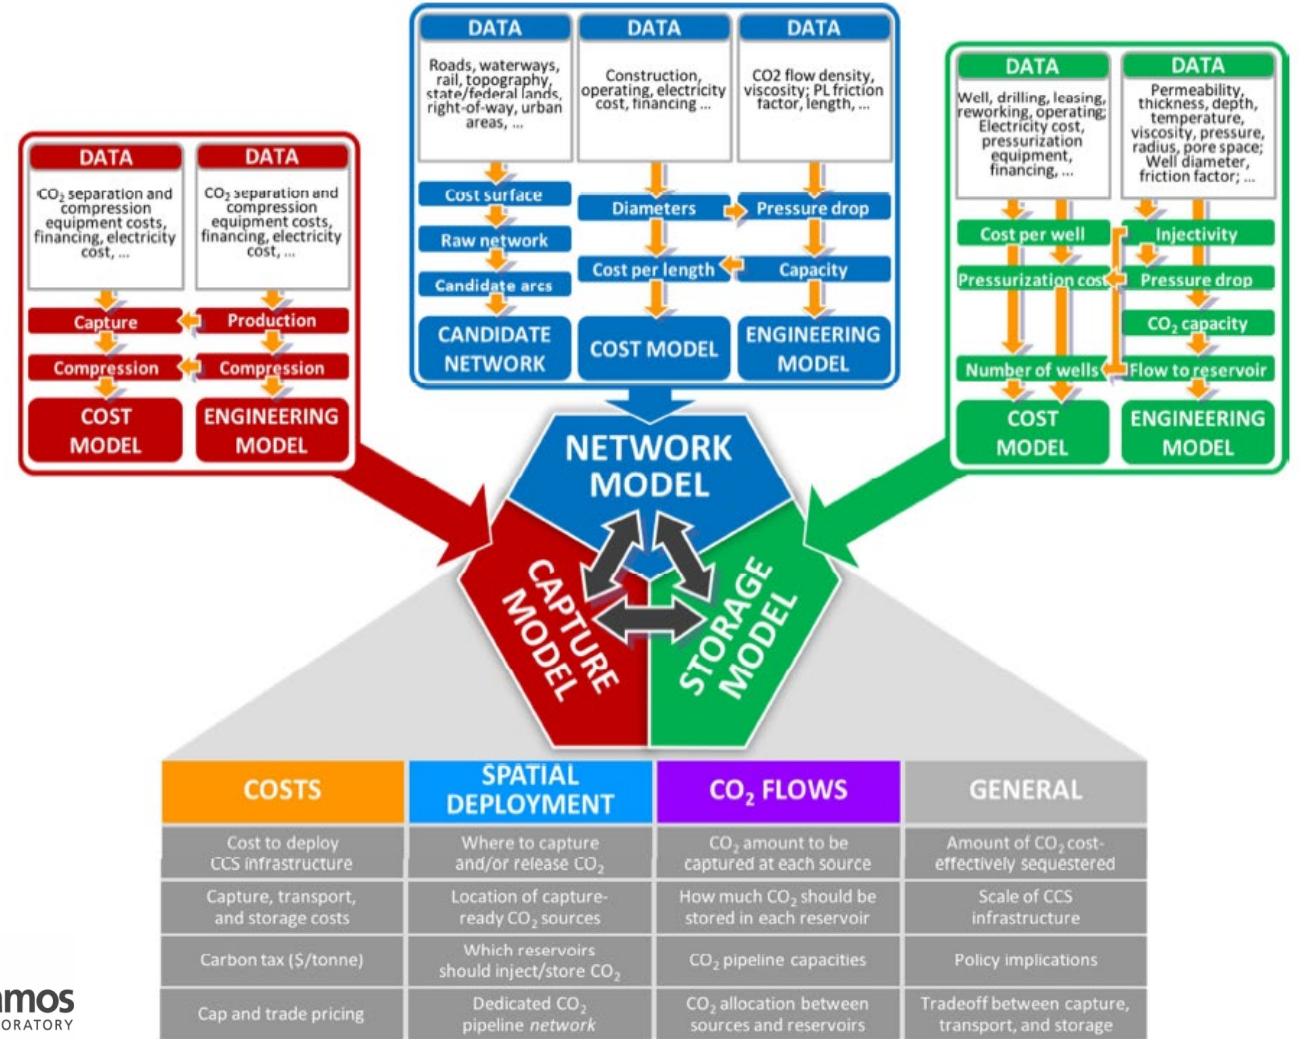 DATA
Roads, waterways,
rail, topography,
state/federal lands,
right-of-way, urban
areas, ...
Cost surface
Raw network
Candidate arcs
CANDIDATE
NETWORK
DATA
Construction,
operating, electricity
cost, financing ...
Diameters
Cost per length
COST MODEL
DATA
CO2 flow density,
viscosity; PL friction
factor, length, ...
Pressure drop
Capacity
ENGINEERING
MODEL
DATA
CO₂ separation and
compression
equipment costs,
financing, electricity
cost, ...
Capture
Compression
COST
MODEL
DATA
CO₂ separation and
compression
equipment costs,
financing, electricity
cost, ...
Production
Compression
ENGINEERING
MODEL
DATA
Well, drilling, leasing,
reworking, operating;
Electricity cost,
pressurization
equipment,
financing, ...
Cost per well
Pressurization cost
Number of wells
COST
MODEL
DATA
Permeability,
thickness, depth,
temperature,
viscosity, pressure,
radius, pore space;
Well diameter,
friction factor; ...
Injectivity
Pressure drop
CO₂ capacity
Flow to reservoir
ENGINEERING
MODEL
NETWORK
MODEL
CAPTURE
MODEL
STORAGE
MODEL
COSTS
Cost to deploy
CCS infrastructure
Capture, transport,
and storage costs
Carbon tax ($/tonne)
Cap and trade pricing
SPATIAL
DEPLOYMENT
Where to capture
and/or release CO₂
Location of capture-
ready CO₂ sources
Which reservoirs
should inject/store CO₂
Dedicated CO₂
pipeline network
CO₂ FLOWS
CO₂ amount to be
captured at each source
How much CO₂ should be
stored in each reservoir
CO₂ pipeline capacities
CO₂ allocation between
sources and reservoirs
GENERAL
Amount of CO₂ cost-
effectively sequestered
Scale of CCS
infrastructure
Policy implications
Tradeoff between capture,
transport, and storage
amos
ORATORY